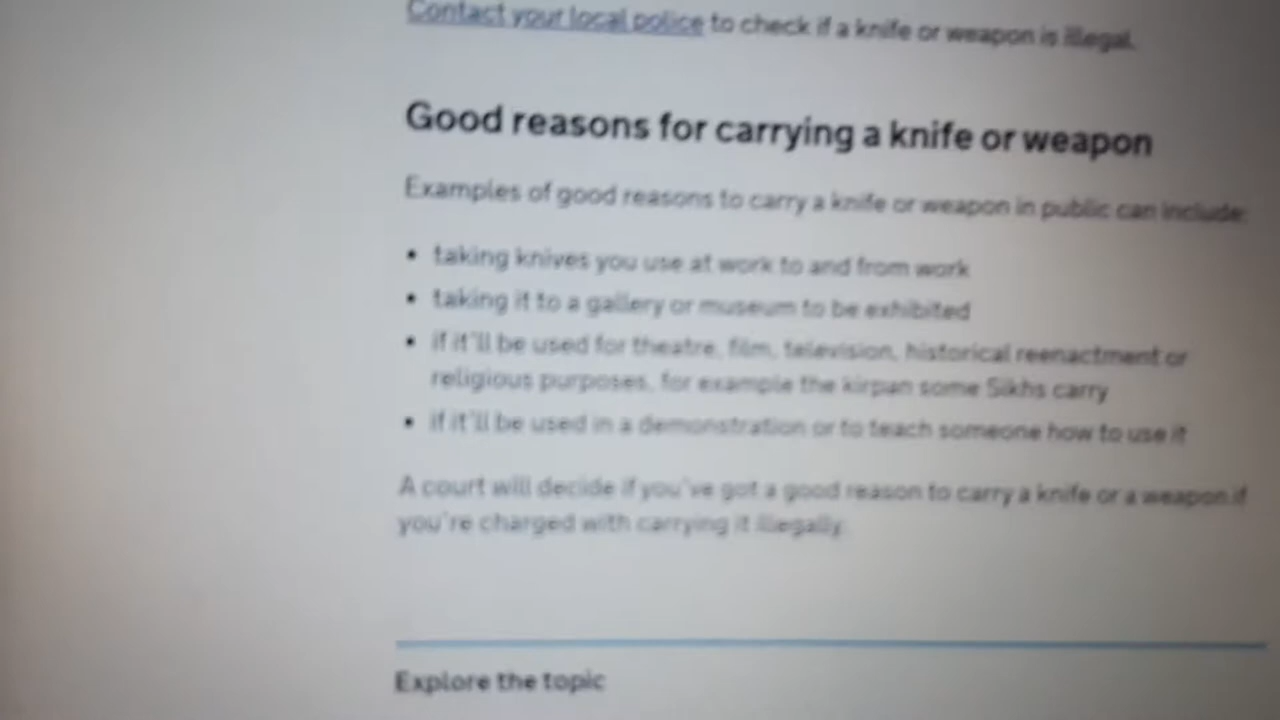 Contact your local police to check if a knife or weapon is illegal.
Good reasons for carrying a knife or weapon
Examples of good reasons to carry a knife or weapon in public can include:
• taking knives you use at work to and from work
• taking it to a gallery or museum to be exhibited
• if it'll be used for theatre, film, television, historical reenactment or
religious purposes, for example the kirpan some Sikhs carry
• if it'll be used in a demonstration or to teach someone how to use it
A court will decide if you've got a good reason to carry a knife or a weapon if
you're charged with carrying it illegally.
Explore the topic